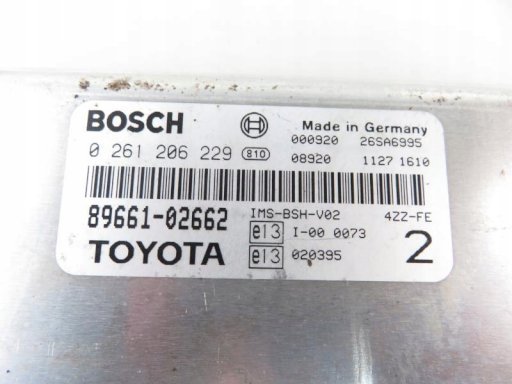 BOSCH Made in Germany
000920 26SA6995
0 261 206 229 810 08920 1127 1610
89661-02662 IMS-BSH-V02 4ZZ-FE
e13 I-00 0073
TOYOTA e13 020395 2